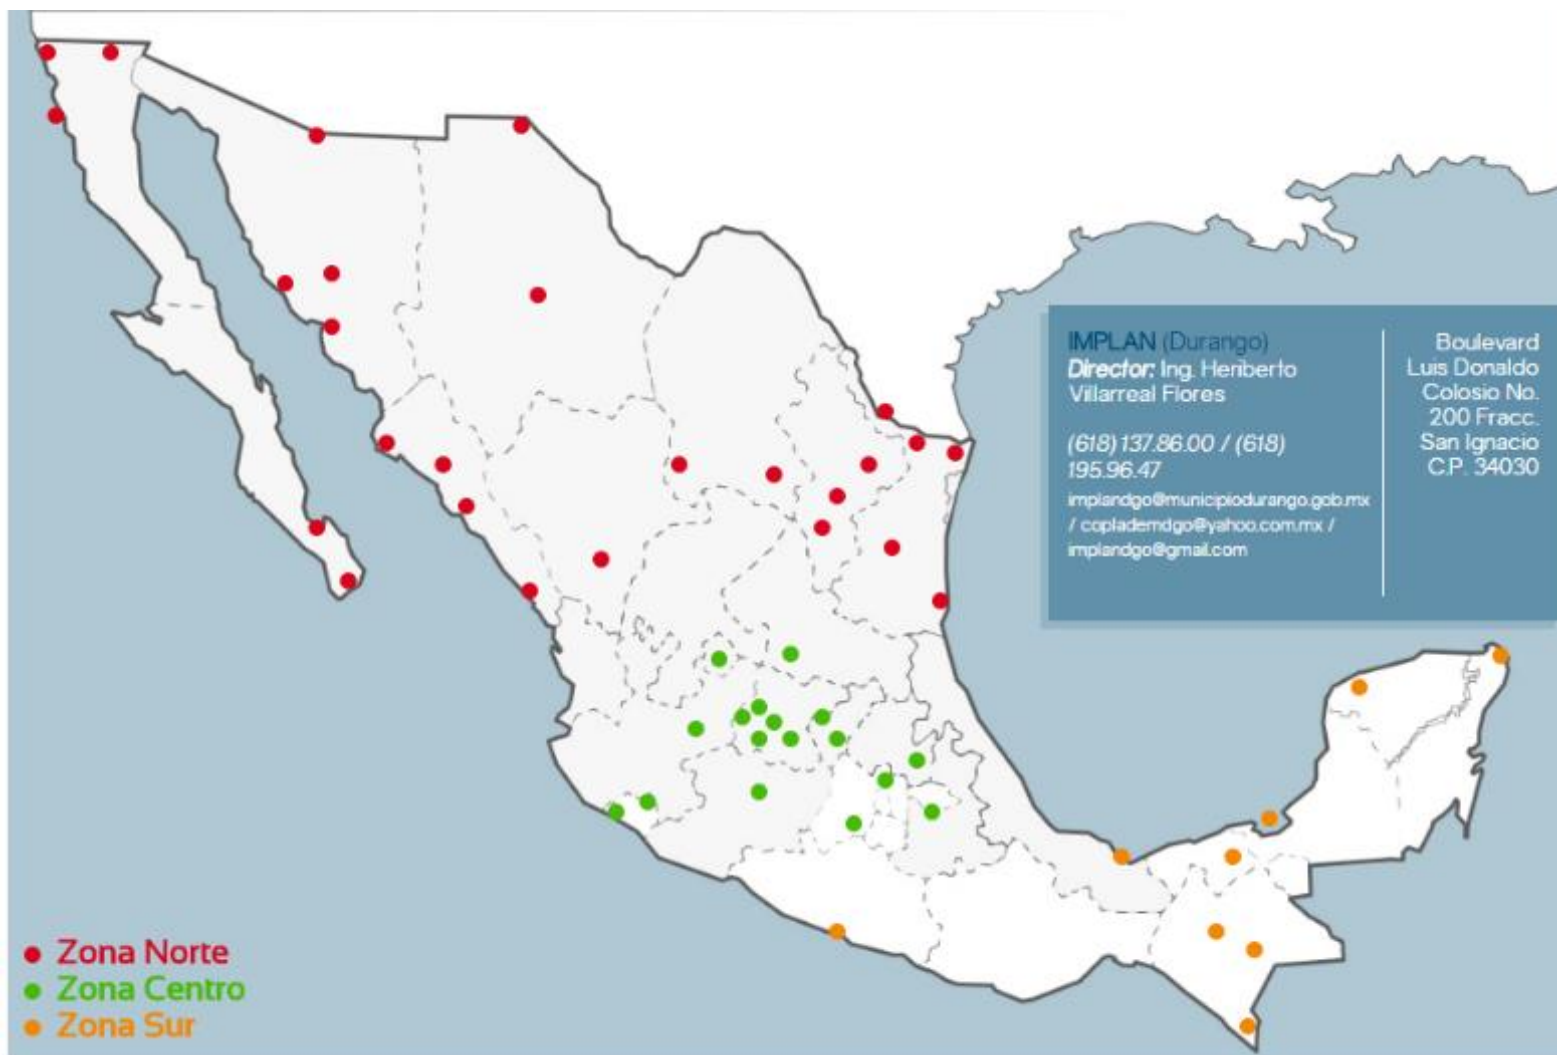 IMPLAN (Durango)
Director: Ing. Heriberto
Villarreal Flores
(618) 137.86.00 / (618)
195.96.47
implandgo@municipiodurango.gob.mx
/ coplademdgo@yahoo.com.mx /
implandgo@gmail.com
Boulevard
Luis Donaldo
Colosio No.
200 Fracc.
San Ignacio
C.P. 34030
Zona Norte
Zona Centro
Zona Sur